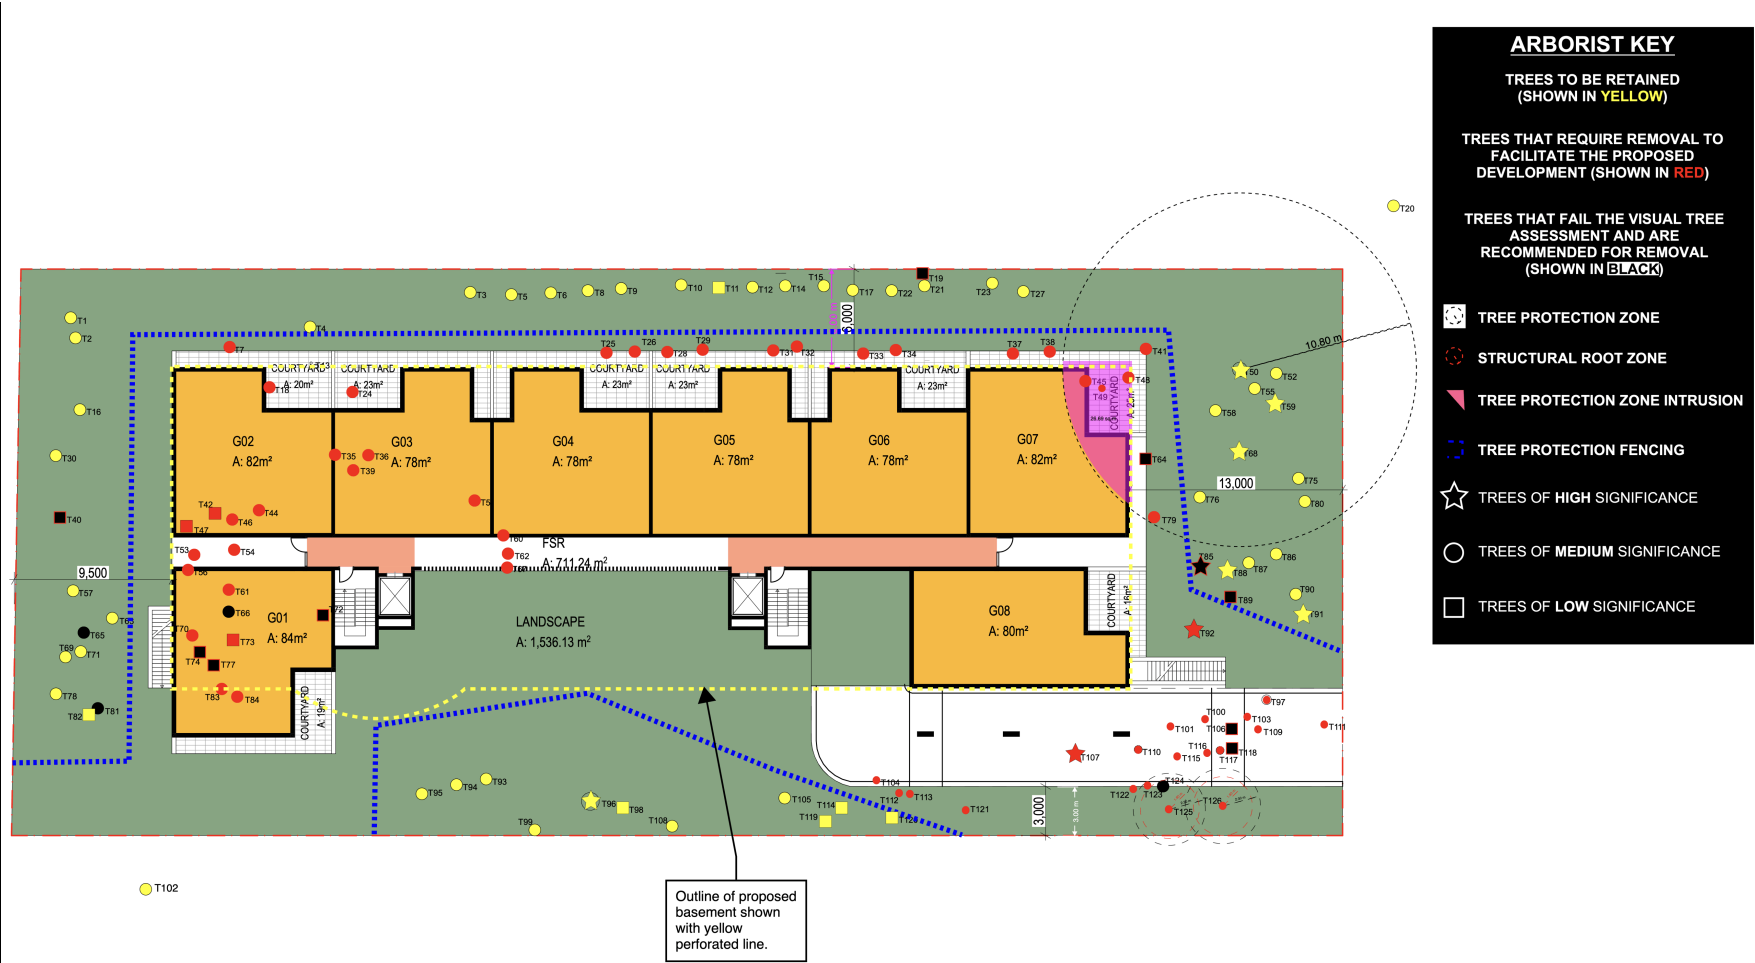 ARBORIST KEY
TREES TO BE RETAINED
(SHOWN IN YELLOW)
TREES THAT REQUIRE REMOVAL TO
FACILITATE THE PROPOSED
DEVELOPMENT (SHOWN IN RED)
TREES THAT FAIL THE VISUAL TREE
ASSESSMENT AND ARE
RECOMMENDED FOR REMOVAL
(SHOWN IN BLACK)
TREE PROTECTION ZONE
STRUCTURAL ROOT ZONE
TREE PROTECTION ZONE INTRUSION
TREE PROTECTION FENCING
TREES OF HIGH SIGNIFICANCE
TREES OF MEDIUM SIGNIFICANCE
TREES OF LOW SIGNIFICANCE
T20
T19
T15
T3
T5
T6
T8
T9
T10
T11
T12
T14
T17
T22
T21
T23
T27
T1
T2
T4
6,000
10.80 m
T7
T25
T26
T28
T29
T31
T32
T33
T34
T37
T38
T41
COURTYARD
A: 20m²
COURTYARD
A: 23m²
COURTYARD
A: 23m²
COURTYARD
A: 23m²
COURTYARD
A: 23m²
T18
T24
T45
T48
T49
COURTYARD
T50
T52
T55
T58
T59
T16
T30
T40
G02
A: 82m²
G03
A: 78m²
G04
A: 78m²
G05
A: 78m²
G06
A: 78m²
G07
A: 82m²
T35
T36
T39
T64
T68
T75
T76
T80
13,000
T42
T44
T46
T47
T79
T53
T54
T56
T60
T62
FSR
A: 711.24 m²
T85
T86
T87
T88
T89
T90
T91
T92
9,500
T57
T65
T69
T71
T78
T82
T81
T61
T66
T72
T70
T73
T74
T77
T83
T84
G01
A: 84m²
COURTYARD
A: 19m²
LANDSCAPE
A: 1,536.13 m²
G08
A: 80m²
COURTYARD
A: 16m²
T97
T100
T101
T103
T106
T109
T111
T107
T110
T116
T115
T118
T117
T93
T94
T95
T96
T98
T99
T108
T105
T114
T119
T104
T112
T113
T121
T122
T123
T124
T125
T126
3,000
3.00 m
T102
Outline of proposed
basement shown
with yellow
perforated line.